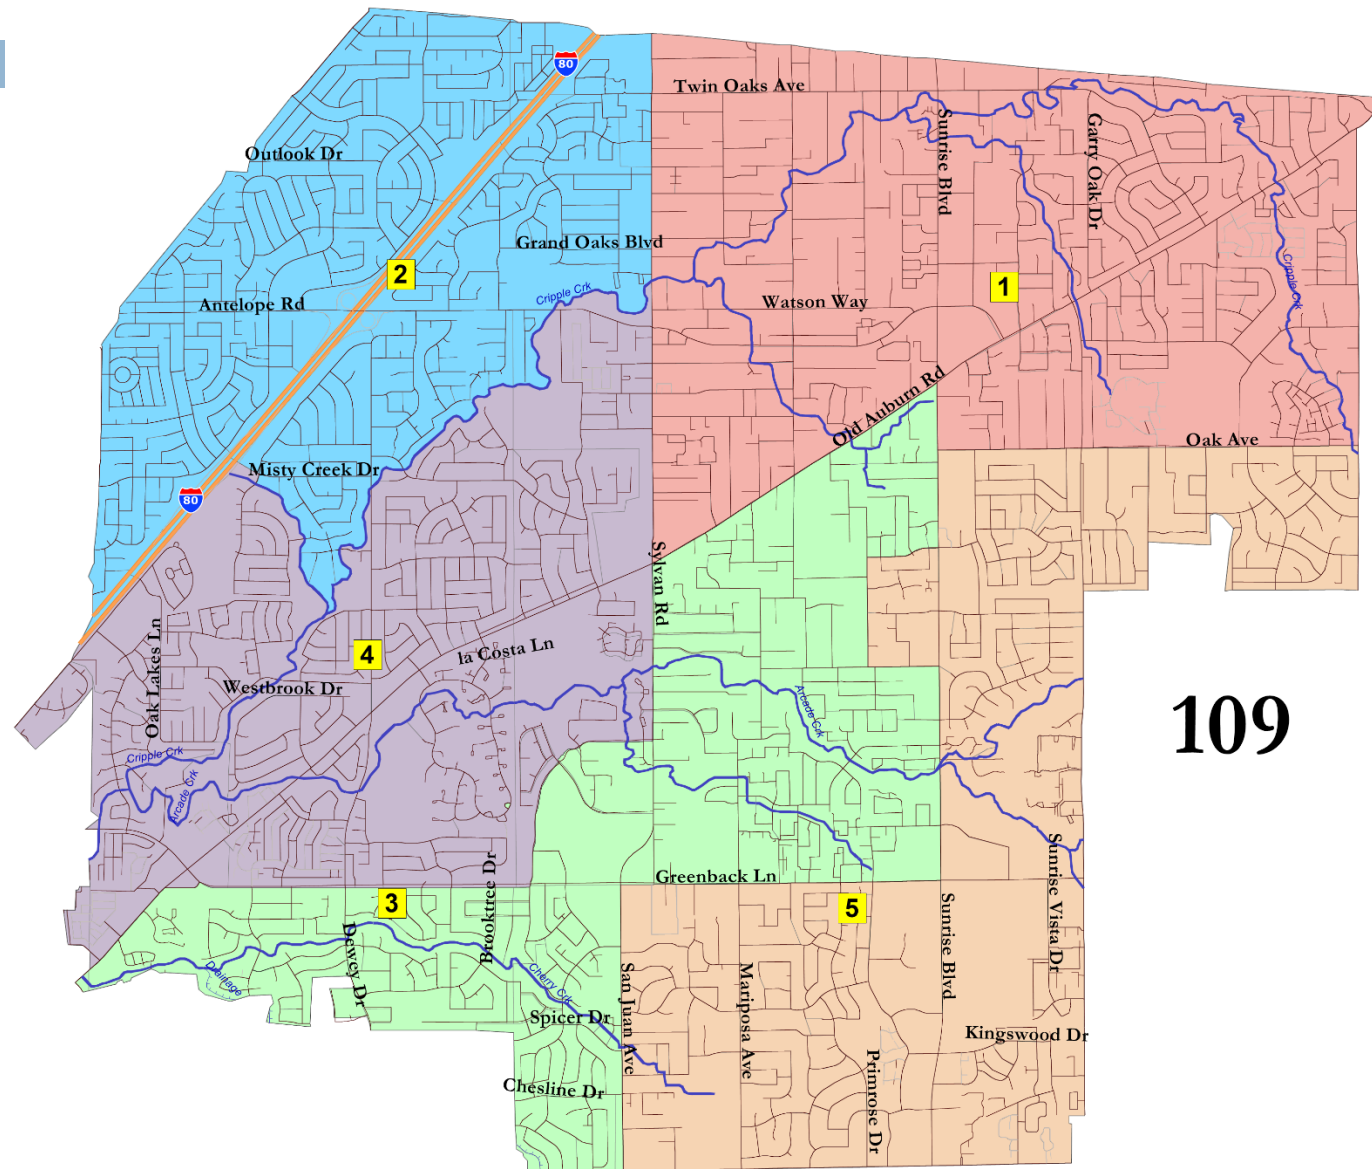 80
Twin Oaks Ave
Sunrise Blvd
Garry Oak Dr
Outlook Dr
Grand Oaks Blvd
2
1
Cripple Crk
Cripple Crk
Antelope Rd
Watson Way
Old Auburn Rd
Oak Ave
Misty Creek Dr
80
Sylvan Rd
Oak Lakes Ln
4
la Costa Ln
Westbrook Dr
Arcade Crk
109
Cripple Crk
Arcade Crk
Greenback Ln
Sunrise Vista Dr
Brooktree Dr
3
5
Sunrise Blvd
Dewey Dr
Drainage
Cherry Crk
San Juan Ave
Mariposa Ave
Spicer Dr
Kingswood Dr
Primrose Dr
Chesline Dr